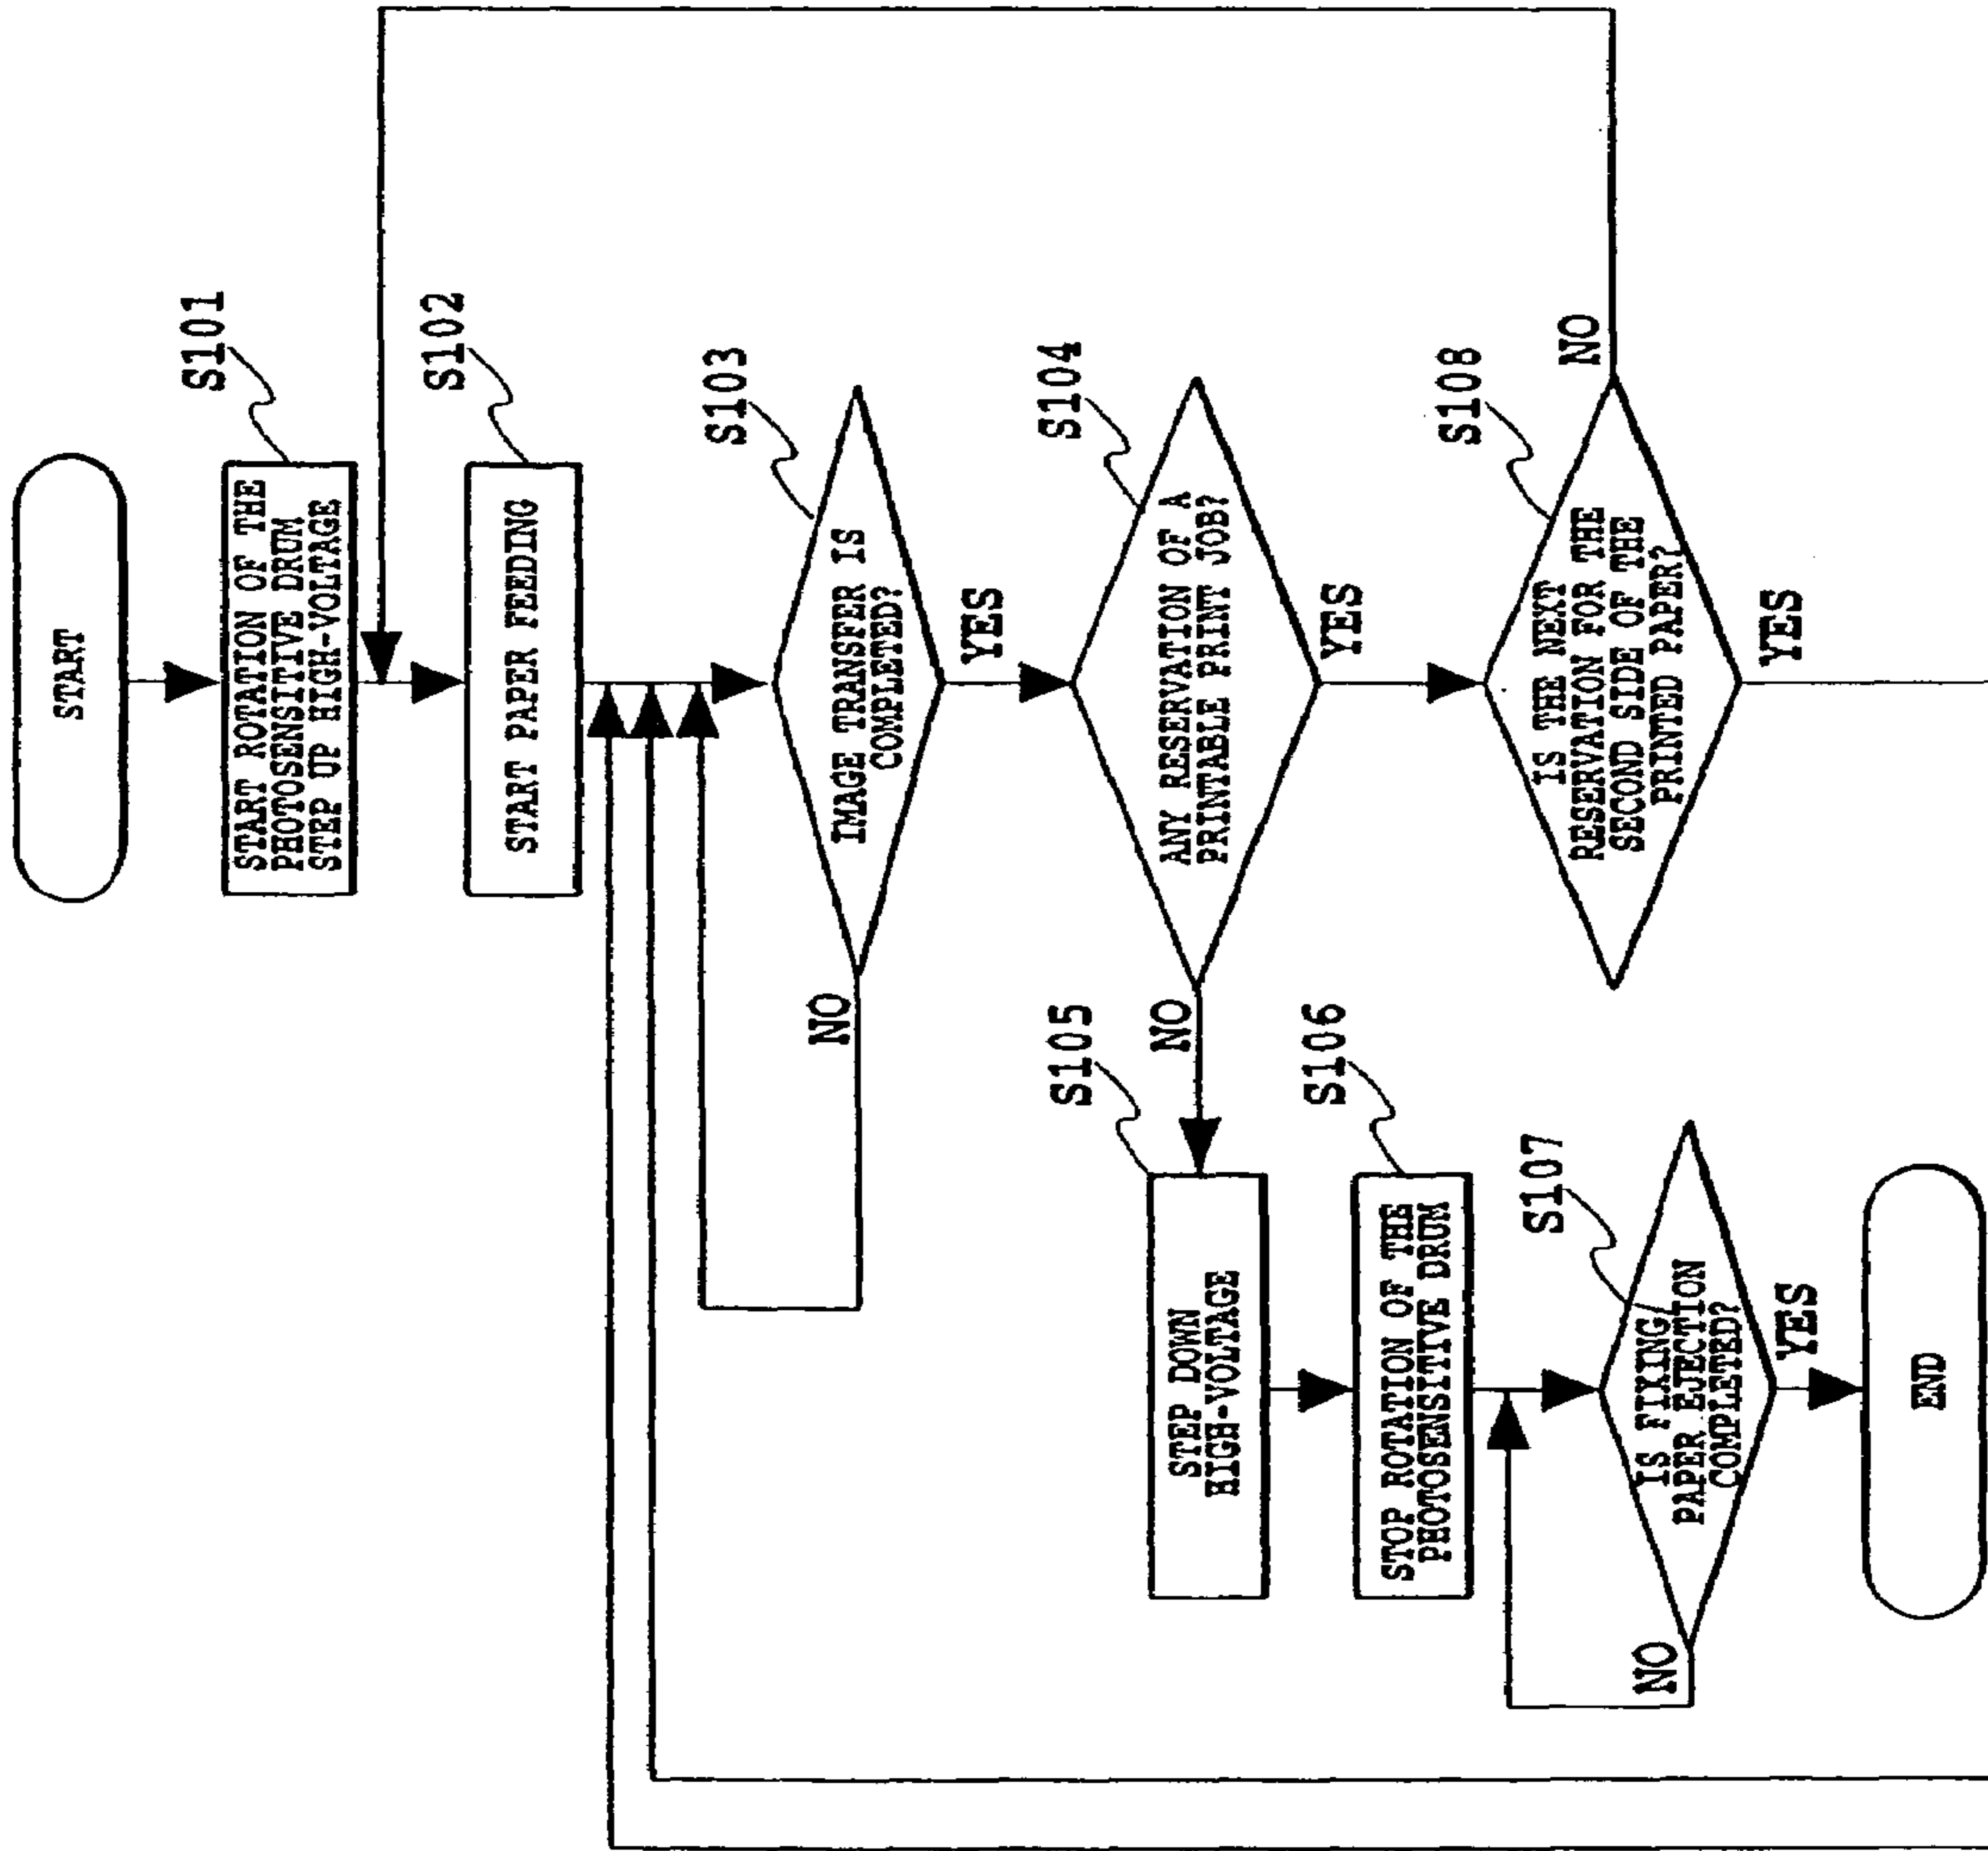 START
S101
START ROTATION OF THE
PHOTOSENSITIVE DRUM
STEP UP HIGH-VOLTAGE
S102
START PAPER FEEDING
S103
IMAGE TRANSFER IS
COMPLETED?
NO
YES
S104
ANY RESERVATION OF A
PRINTABLE PRINT JOB?
NO
YES
S105
STEP DOWN
HIGH-VOLTAGE
S106
STOP ROTATION OF THE
PHOTOSENSITIVE DRUM
S107
IS FIXING
PAPER EJECTION
COMPLETED?
NO
YES
END
S108
IS THE NEXT
RESERVATION FOR THE
SECOND SIDE OF THE
PRINTED PAPER?
NO
YES